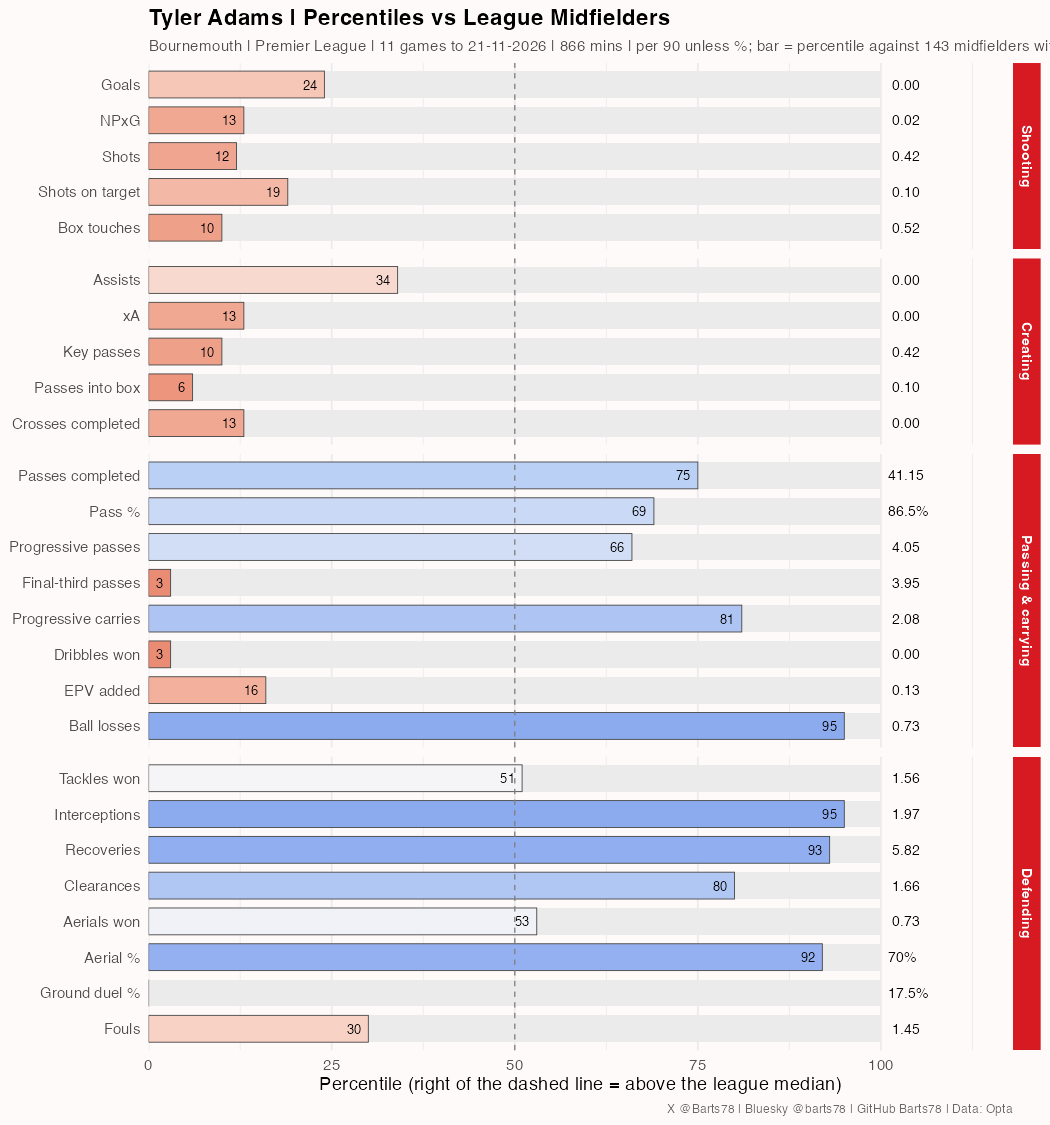 Tyler Adams | Percentiles vs League Midfielders
Bournemouth | Premier League | 11 games to 21-11-2026 | 866 mins | per 90 unless %; bar = percentile against 143 midfielders wi
Goals 24 0.00
NPxG 13 0.02
Shots 12 0.42
Shots on target 19 0.10
Box touches 10 0.52
Shooting
Assists 34 0.00
xA 13 0.00
Key passes 10 0.42
Passes into box 6 0.10
Crosses completed 13 0.00
Creating
Passes completed 75 41.15
Pass % 69 86.5%
Progressive passes 66 4.05
Final-third passes 3 3.95
Progressive carries 81 2.08
Dribbles won 3 0.00
EPV added 16 0.13
Ball losses 95 0.73
Passing & carrying
Tackles won 51 1.56
Interceptions 95 1.97
Recoveries 93 5.82
Clearances 80 1.66
Aerials won 53 0.73
Aerial % 92 70%
Ground duel % 17.5%
Fouls 30 1.45
Defending
0 25 50 75 100
Percentile (right of the dashed line = above the league median)
X @Barts78 | Bluesky @barts78 | GitHub Barts78 | Data: Opta